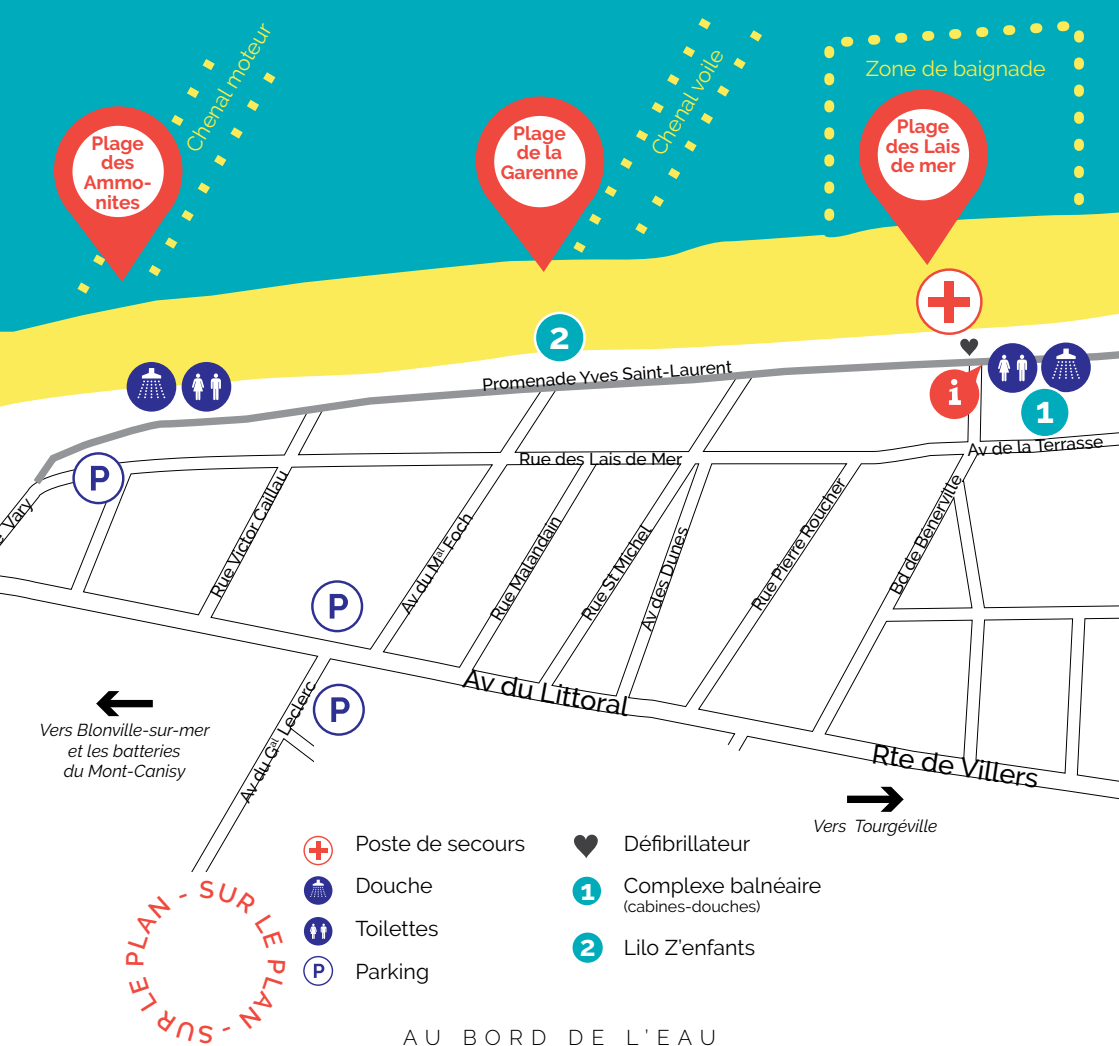 Chenal moteur
Chenal voile
Zone de baignade
Plage
des
Ammo-
nites
Plage
de la
Garenne
Plage
des Lais
de mer
2
Promenade Yves Saint-Laurent
i
1
Av de la Terrasse
Rue des Lais de Mer
P
Vary
Rue Victor Caillau
Av du Mal Foch
Rue Malandain
Rue St Michel
Av des Dunes
Rue Pierre Roucher
Bd de Bénerville
P
P
Av du Littoral
Av du Gal Leclerc
Rte de Villers
Vers Blonville-sur-mer
et les batteries
du Mont-Canisy
Vers Tourgéville
Poste de secours
Douche
Toilettes
P Parking
Défibrillateur
1 Complexe balnéaire
(cabines-douches)
2 Lilo Z'enfants
SUR LE PLAN - SUR LE PLAN -
AU BORD DE L'EAU